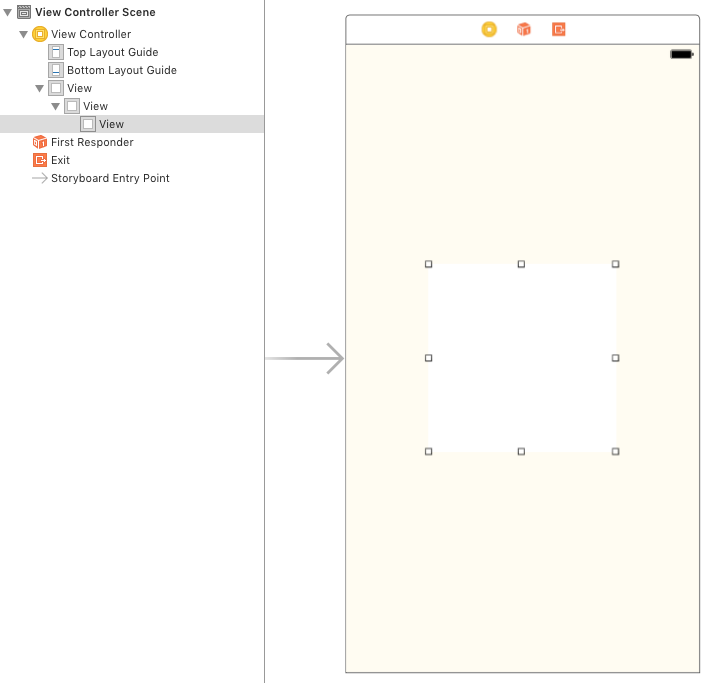 View Controller Scene
View Controller
Top Layout Guide
Bottom Layout Guide
View
View
View
First Responder
Exit
Storyboard Entry Point